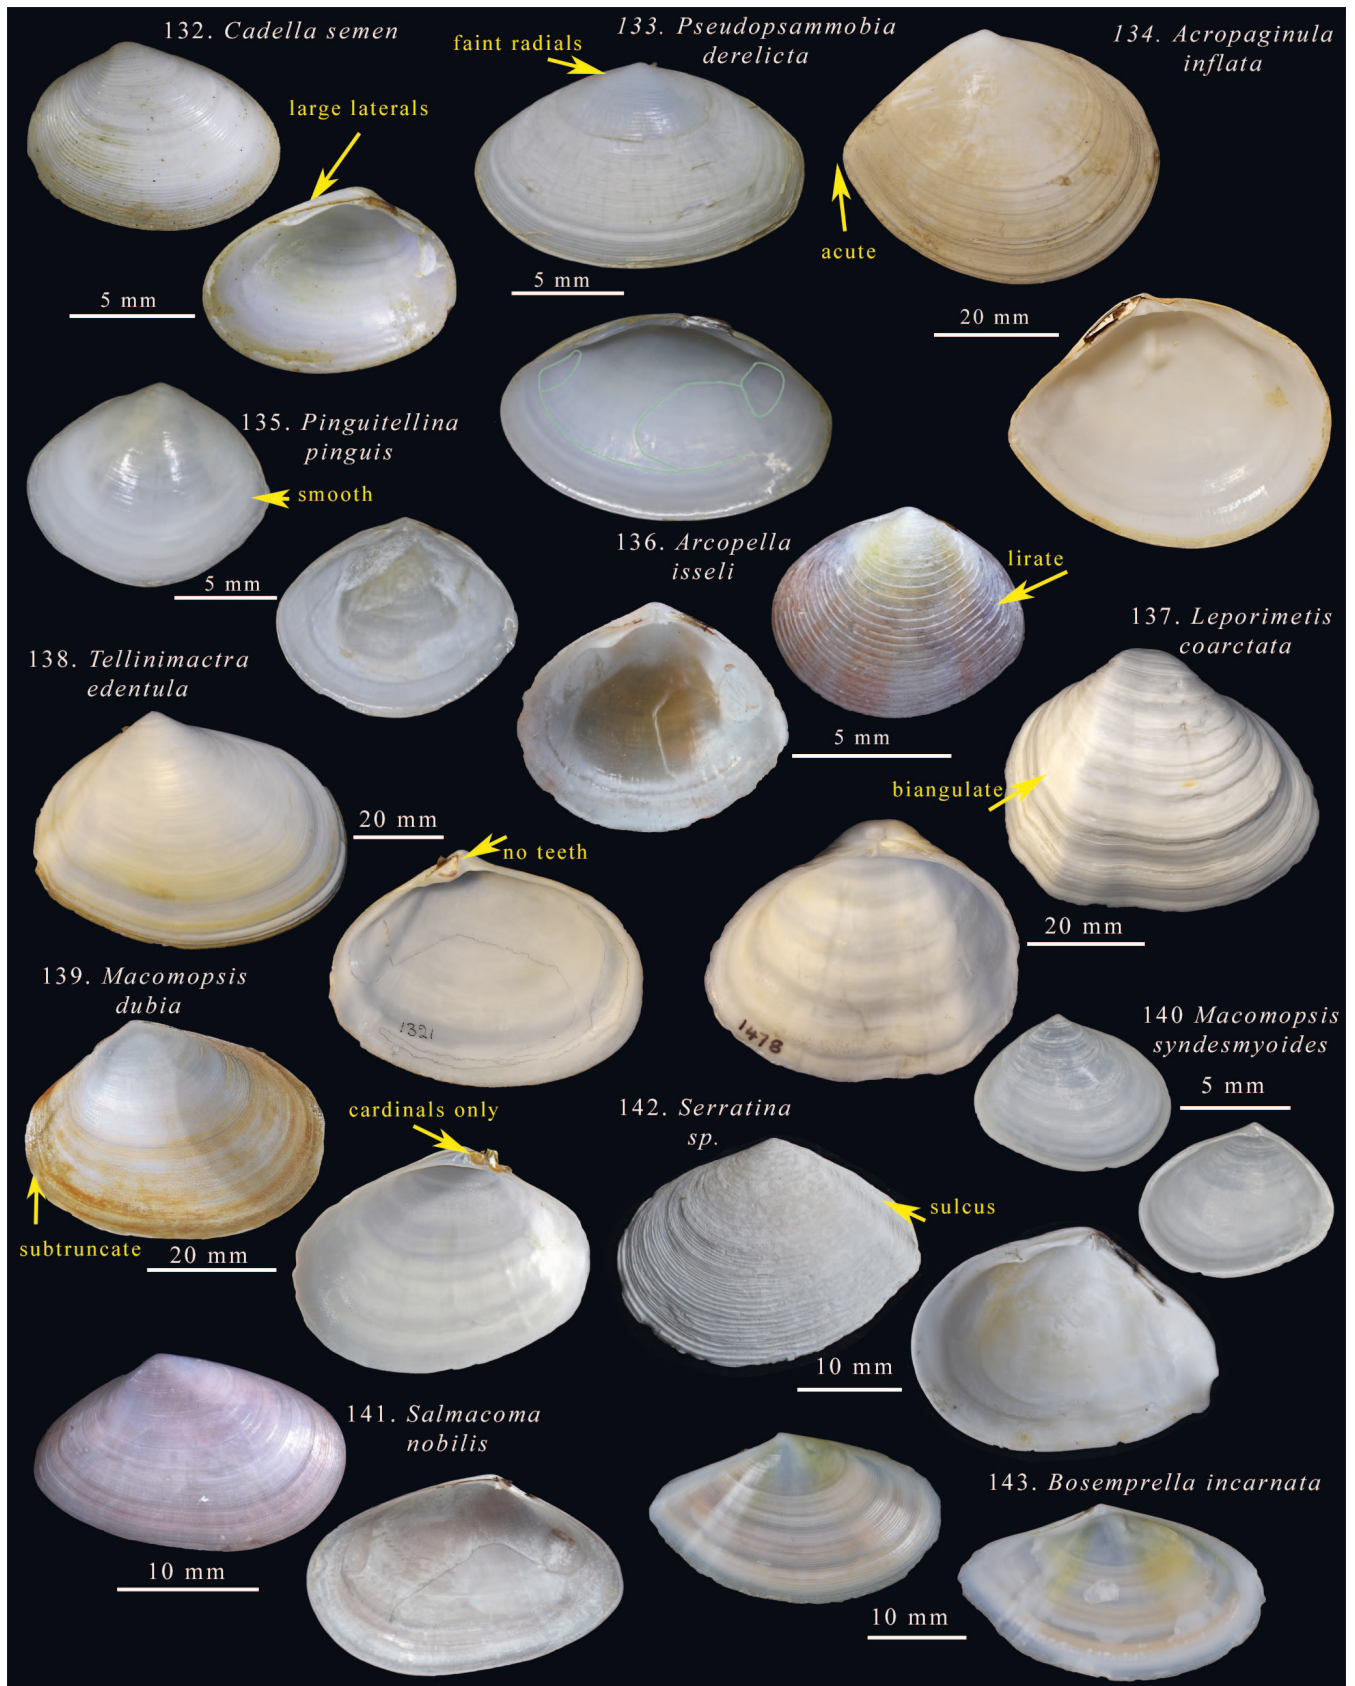 132. Cadella semen
large laterals
5 mm
faint radials
133. Pseudopsammobia
derelicta
5 mm
134. Acropaginula
inflata
acute
20 mm
135. Pinguitellina
pinguis
smooth
5 mm
136. Arcopella
isseli
lirate
5 mm
137. Leporimetis
coarctata
biangulate
20 mm
1478
138. Tellinimactra
edentula
20 mm
no teeth
1321
139. Macomopsis
dubia
subtruncate
20 mm
cardinals only
140 Macomopsis
syndesmyoides
5 mm
142. Serratina
sp.
sulcus
10 mm
141. Salmacoma
nobilis
10 mm
143. Bosemprella incarnata
10 mm